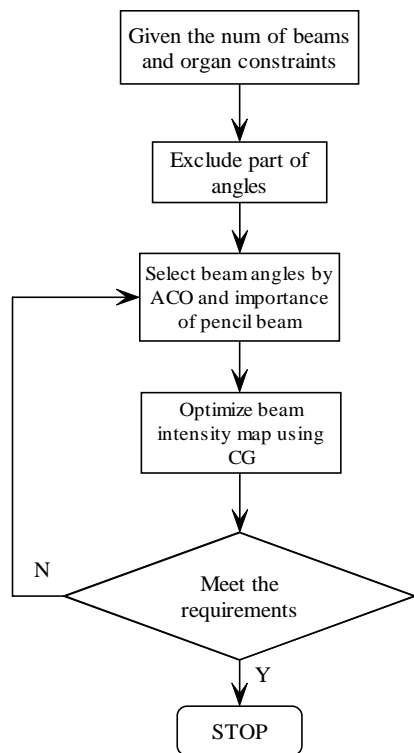 Given the num of beams
and organ constraints
Exclude part of
angles
Select beam angles by
ACO and importance
of pencil beam
Optimize beam
intensity map using
CG
N
Meet the
requirements
Y
STOP